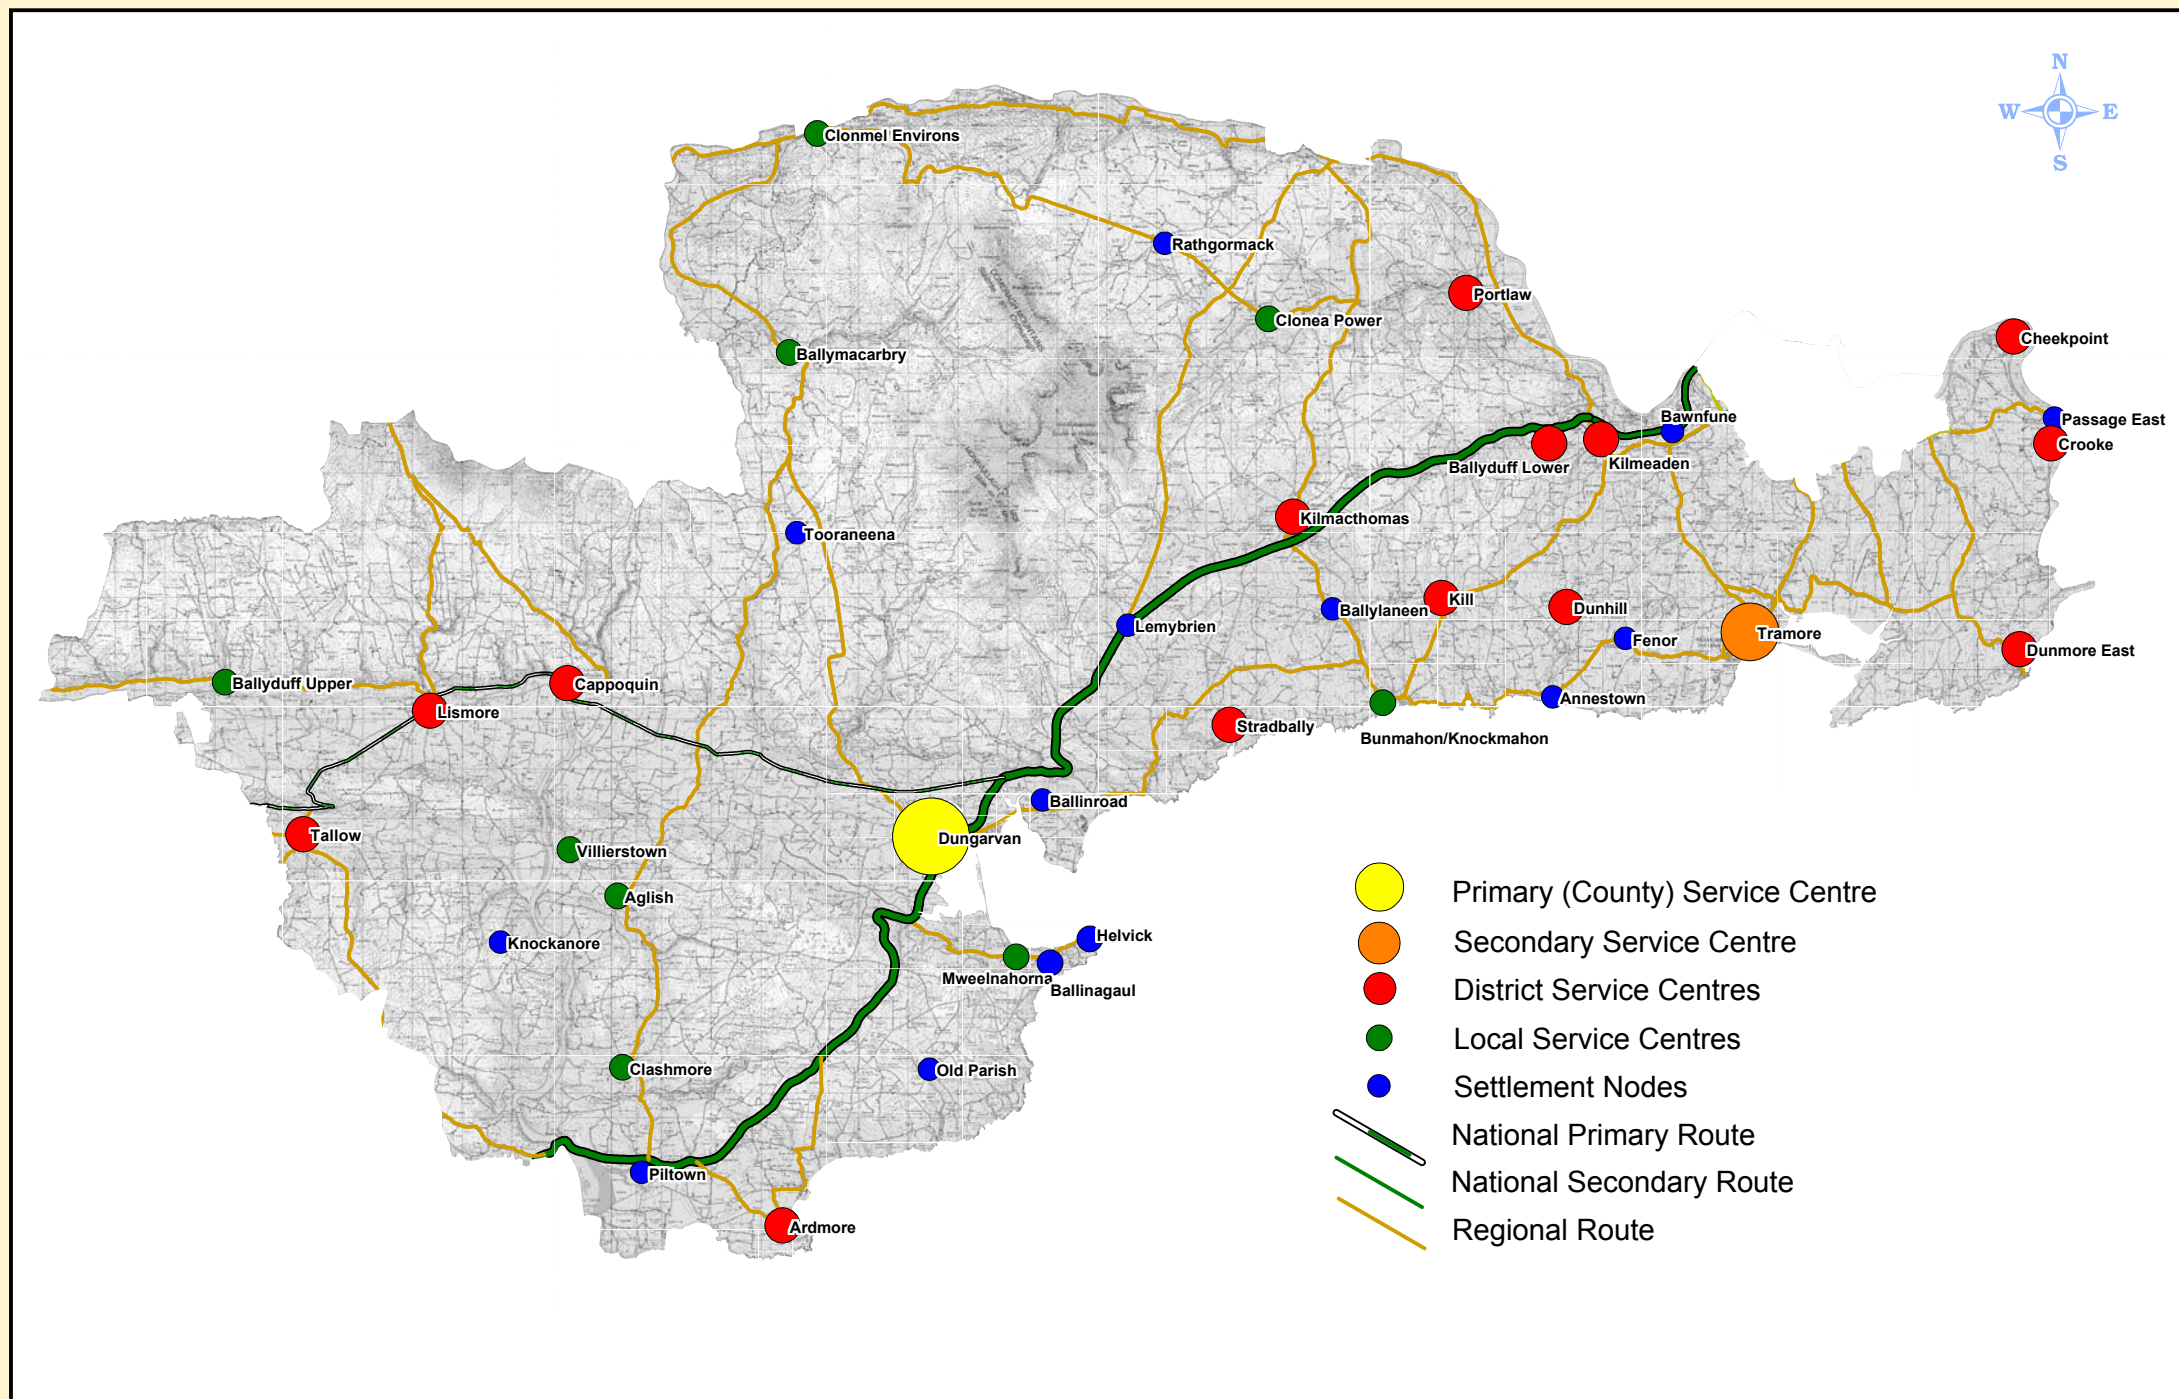 N
W E
S
Clonmel Environs
Rathgormack
Portlaw
Clonea Power
Cheekpoint
Ballymacarbry
Bawnfune
Passage East
Crooke
Ballyduff Lower
Kilmeaden
Kilmacthomas
Tooraneena
Kill
Ballylaneen
Dunhill
Lemybrien
Tramore
Fenor
Dunmore East
Ballyduff Upper
Cappoquin
Lismore
Annestown
Stradbally
Bunmahon/Knockmahon
Ballinroad
Tallow
Dungarvan
Villierstown
Aglish
Knockanore
Helvick
Mweelnahorna
Ballinagaul
Clashmore
Old Parish
Piltown
Ardmore
Primary (County) Service Centre
Secondary Service Centre
District Service Centres
Local Service Centres
Settlement Nodes
National Primary Route
National Secondary Route
Regional Route